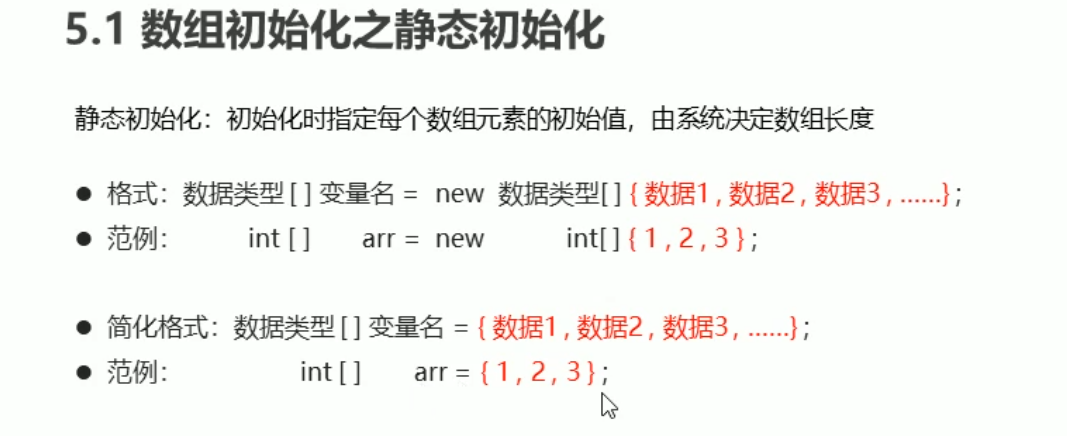 5.1 数组初始化之静态初始化
静态初始化：初始化时指定每个数组元素的初始值，由系统决定数组长度
● 格式：数据类型 [ ] 变量名 = new 数据类型[ ] { 数据1 , 数据2 , 数据3 , ......} ;
● 范例： int [ ] arr = new int[ ] { 1 , 2 , 3 } ;
● 简化格式：数据类型 [ ] 变量名 = { 数据1 , 数据2 , 数据3 , ......} ;
● 范例： int [ ] arr = { 1 , 2 , 3 } ;